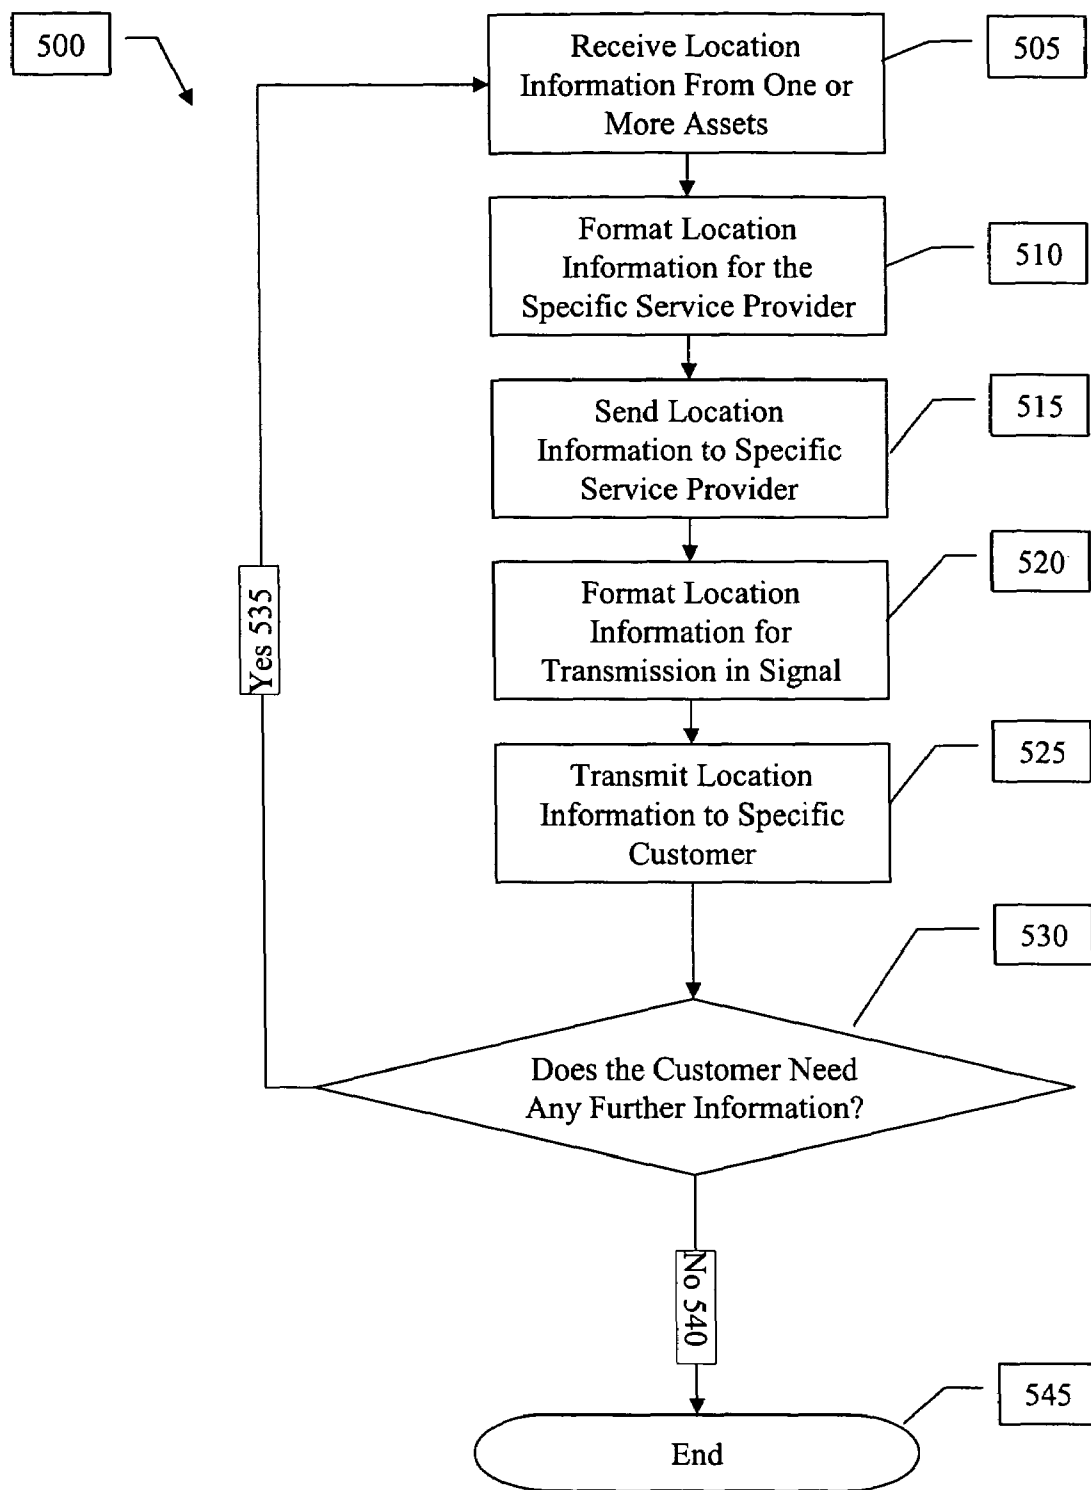 500
Receive Location
Information From One or
More Assets
505
Format Location
Information for the
Specific Service Provider
510
Send Location
Information to Specific
Service Provider
515
Format Location
Information for
Transmission in Signal
520
Yes 535
Transmit Location
Information to Specific
Customer
525
530
Does the Customer Need
Any Further Information?
No 540
545
End